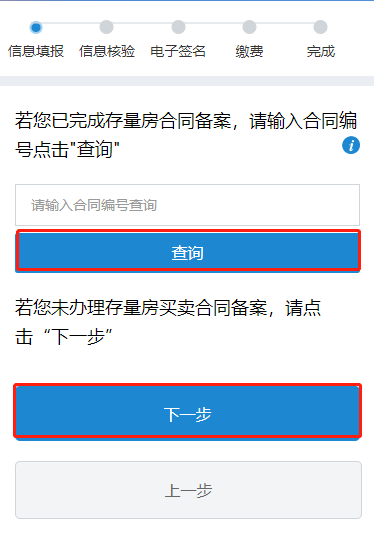 信息填报 信息核验 电子签名 缴费 完成
若您已完成存量房合同备案，请输入合同编
号点击"查询"
i
请输入合同编号查询
查询
若您未办理存量房买卖合同备案，请点
击“下一步”
下一步
上一步